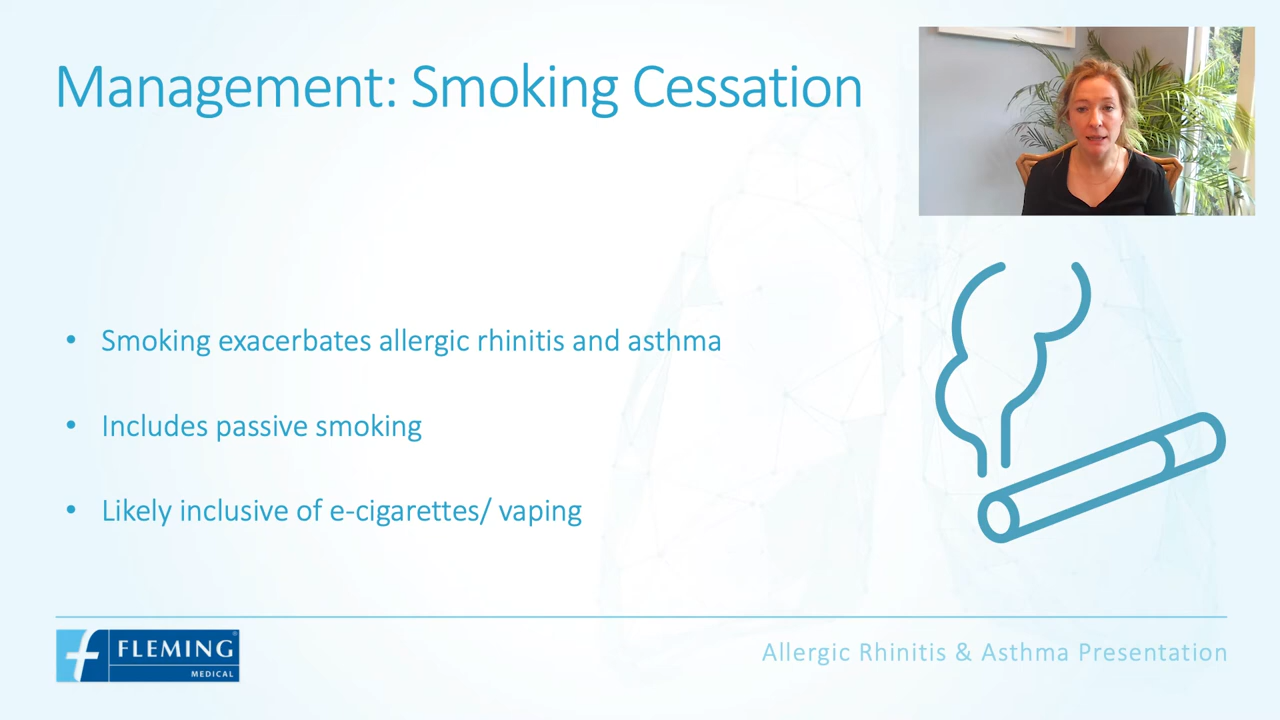 Management: Smoking Cessation
• Smoking exacerbates allergic rhinitis and asthma
• Includes passive smoking
• Likely inclusive of e-cigarettes/ vaping
FLEMING®
MEDICAL
Allergic Rhinitis & Asthma Presentation